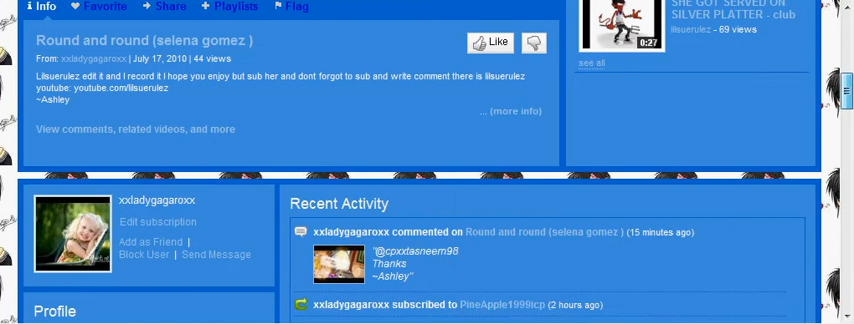 Info Favorite Share Playlists Flag
Round and round (selena gomez )
Like
From: xxladygagaroxx | July 17, 2010 | 44 views
Lilsuerulez edit it and I record it I hope you enjoy but sub her and dont forgot to sub and write comment there is lilsuerulez
youtube: youtube.com/lilsuerulez
~Ashley
... (more info)
View comments, related videos, and more
SHE GOT SERVED ON
SILVER PLATTER - club
lilsuerulez - 69 views
0:27
see all
xxladygagaroxx
Edit subscription
Add as Friend |
Block User | Send Message
Profile
Recent Activity
xxladygagaroxx commented on Round and round (selena gomez ) (15 minutes ago)
"@cpxxtasneem98
Thanks
~Ashley"
xxladygagaroxx subscribed to PineApple1999icp (2 hours ago)